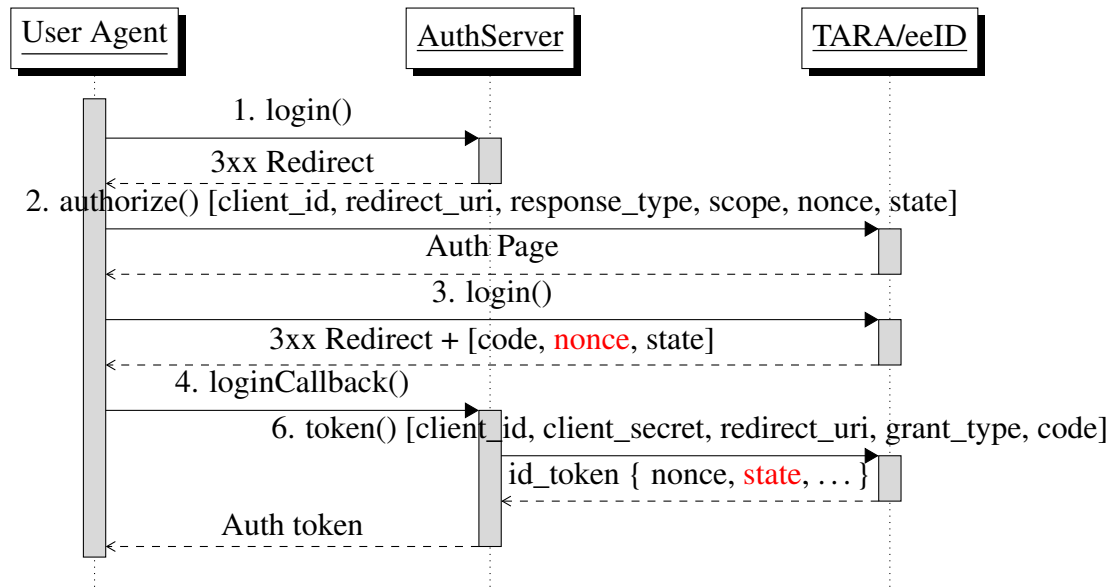 User Agent
AuthServer
TARA/eeID
1. login()
3xx Redirect
2. authorize() [client_id, redirect_uri, response_type, scope, nonce, state]
Auth Page
3. login()
3xx Redirect + [code, nonce, state]
4. loginCallback()
6. token() [client_id, client_secret, redirect_uri, grant_type, code]
id_token { nonce, state, ... }
Auth token